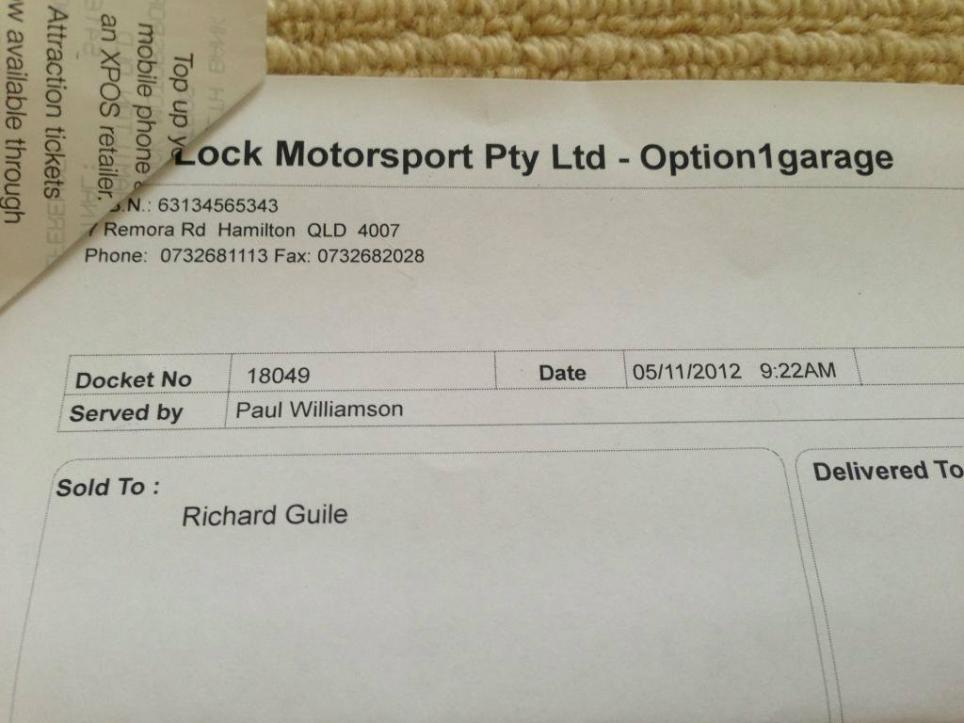 Top up
mobile phone
an XPOS retailer.
Attraction tickets
available through
Lock Motorsport Pty Ltd - Option1garage
.N.: 63134565343
7 Remora Rd Hamilton QLD 4007
Phone: 0732681113 Fax: 0732682028
Docket No 18049 Date 05/11/2012 9:22AM
Served by Paul Williamson
Sold To :
Richard Guile
Delivered To